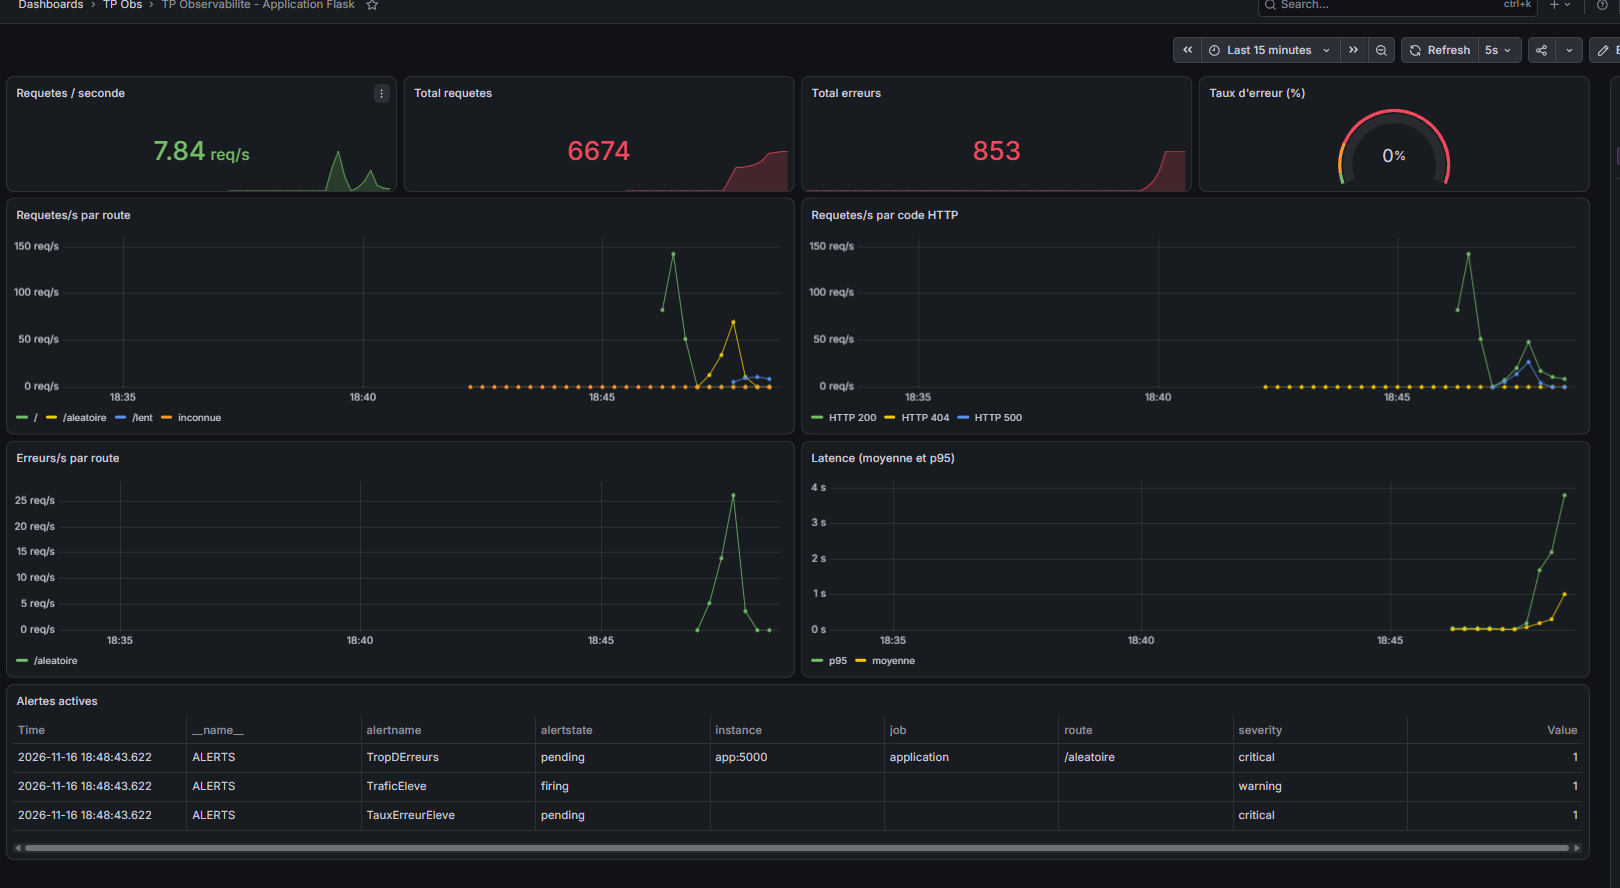 Dashboards › TP Obs › TP Observabilite - Application Flask
Search... ctrl+k
Last 15 minutes Refresh 5s
Requetes / seconde
7.84 req/s
Total requetes
6674
Total erreurs
853
Taux d'erreur (%)
0%
Requetes/s par route
150 req/s
100 req/s
50 req/s
0 req/s
18:35 18:40 18:45
/ /aleatoire /lent inconnue
Requetes/s par code HTTP
150 req/s
100 req/s
50 req/s
0 req/s
18:35 18:40 18:45
HTTP 200 HTTP 404 HTTP 500
Erreurs/s par route
25 req/s
20 req/s
15 req/s
10 req/s
5 req/s
0 req/s
18:35 18:40 18:45
/aleatoire
Latence (moyenne et p95)
4 s
3 s
2 s
1 s
0 s
18:35 18:40 18:45
p95 moyenne
Alertes actives
Time __name__ alertname alertstate instance job route severity Value
2026-11-16 18:48:43.622 ALERTS TropDErreurs pending app:5000 application /aleatoire critical 1
2026-11-16 18:48:43.622 ALERTS TraficEleve firing warning 1
2026-11-16 18:48:43.622 ALERTS TauxErreurEleve pending critical 1